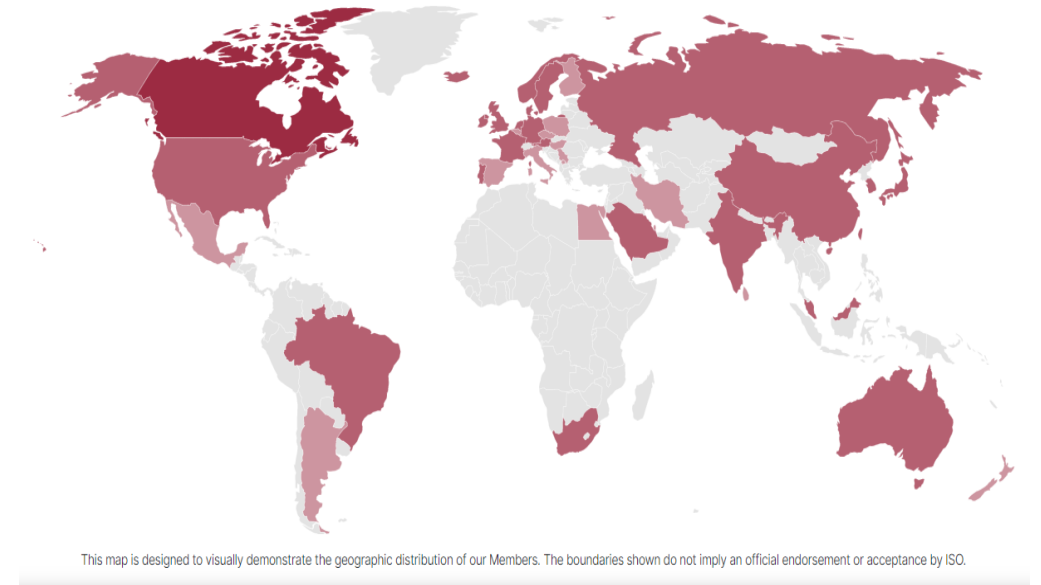 This map is designed to visually demonstrate the geographic distribution of our Members. The boundaries shown do not imply an official endorsement or acceptance by ISO.